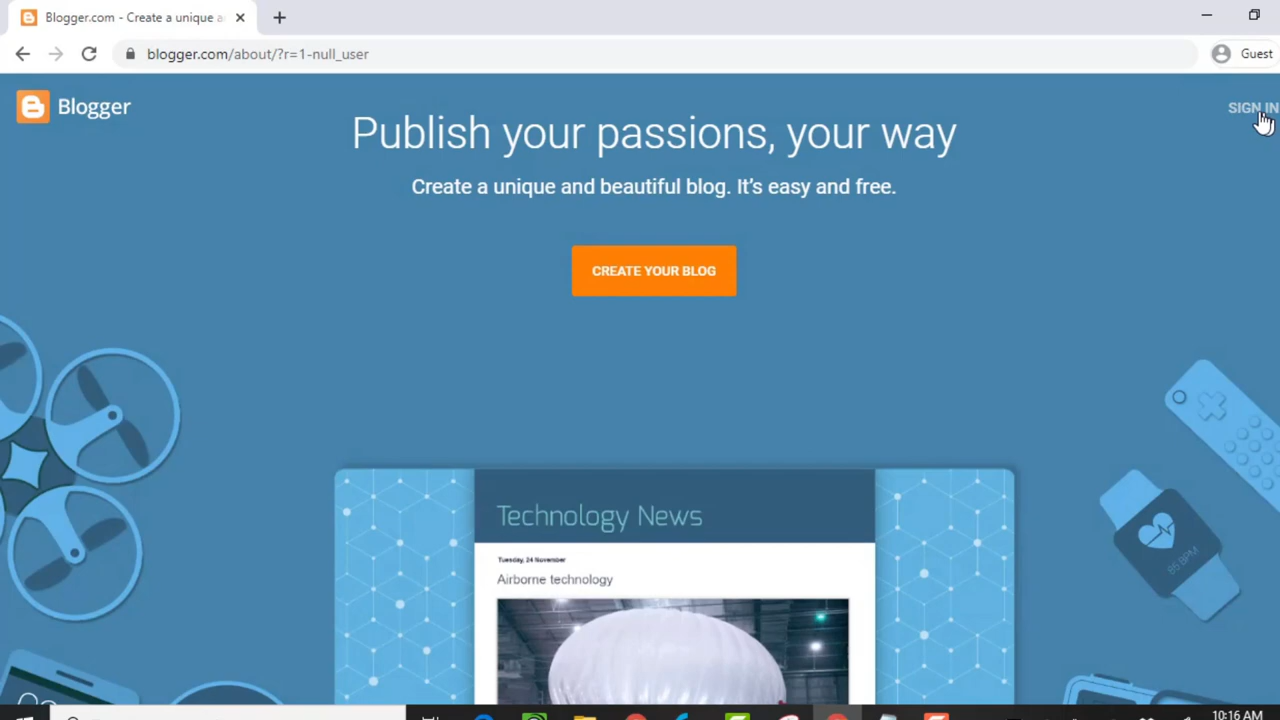 Blogger.com - Create a unique a
blogger.com/about/?r=1-null_user
Guest
Blogger
SIGN IN
Publish your passions, your way
Create a unique and beautiful blog. It's easy and free.
CREATE YOUR BLOG
Technology News
Tuesday, 24 November
Airborne technology
85 BPM
10:16 AM